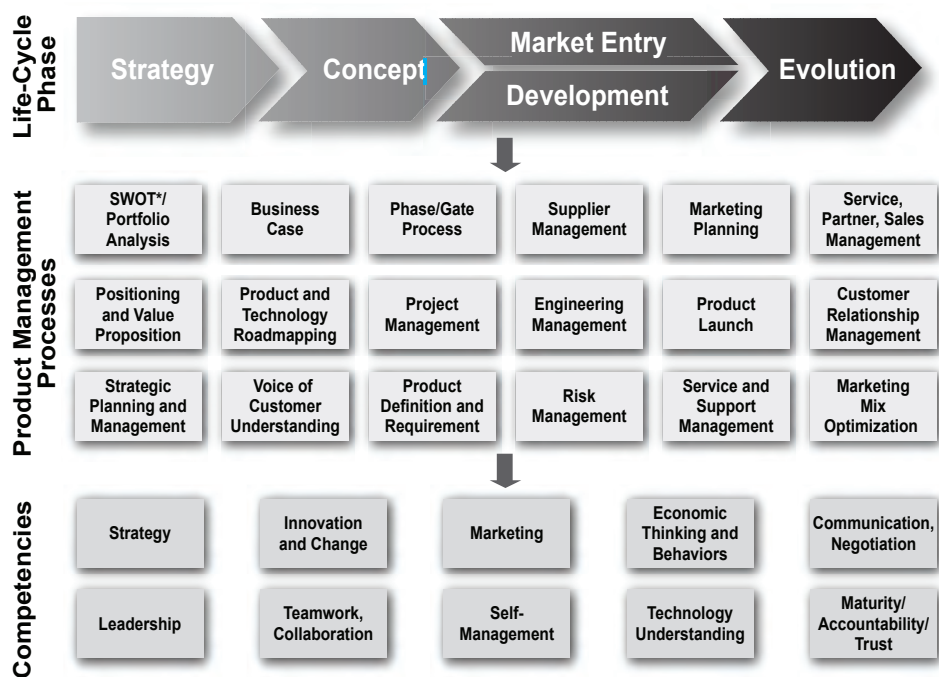 Life-Cycle
Phase
Strategy
Concept
Market Entry
Development
Evolution
Product Management
Processes
SWOT*/
Portfolio
Analysis
Business
Case
Phase/Gate
Process
Supplier
Management
Marketing
Planning
Service,
Partner, Sales
Management
Positioning
and Value
Proposition
Product and
Technology
Roadmapping
Project
Management
Engineering
Management
Product
Launch
Customer
Relationship
Management
Strategic
Planning and
Management
Voice of
Customer
Understanding
Product
Definition and
Requirement
Risk
Management
Service and
Support
Management
Marketing
Mix
Optimization
Competencies
Strategy
Innovation
and Change
Marketing
Economic
Thinking and
Behaviors
Communication,
Negotiation
Leadership
Teamwork,
Collaboration
Self-
Management
Technology
Understanding
Maturity/
Accountability/
Trust